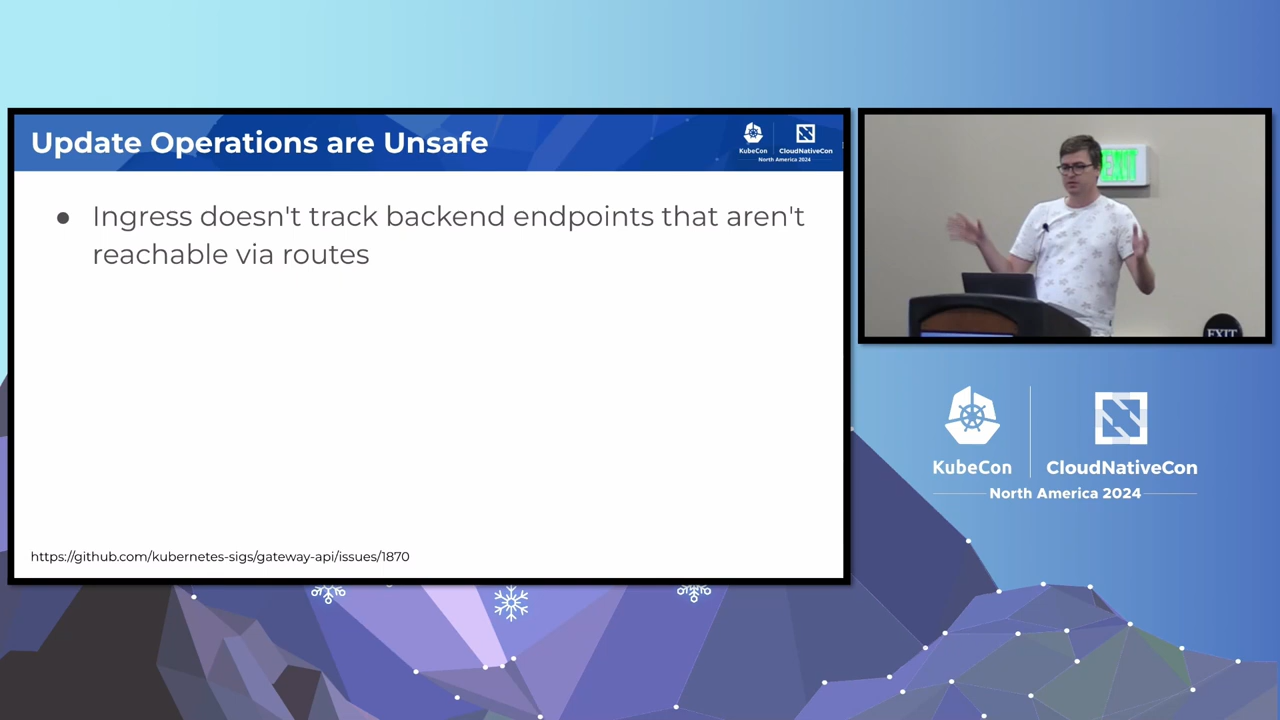 Update Operations are Unsafe
KubeCon
CloudNativeCon
North America 2024
● Ingress doesn't track backend endpoints that aren't
reachable via routes
https://github.com/kubernetes-sigs/gateway-api/issues/1870
EXIT
EXIT
KubeCon
CloudNativeCon
North America 2024